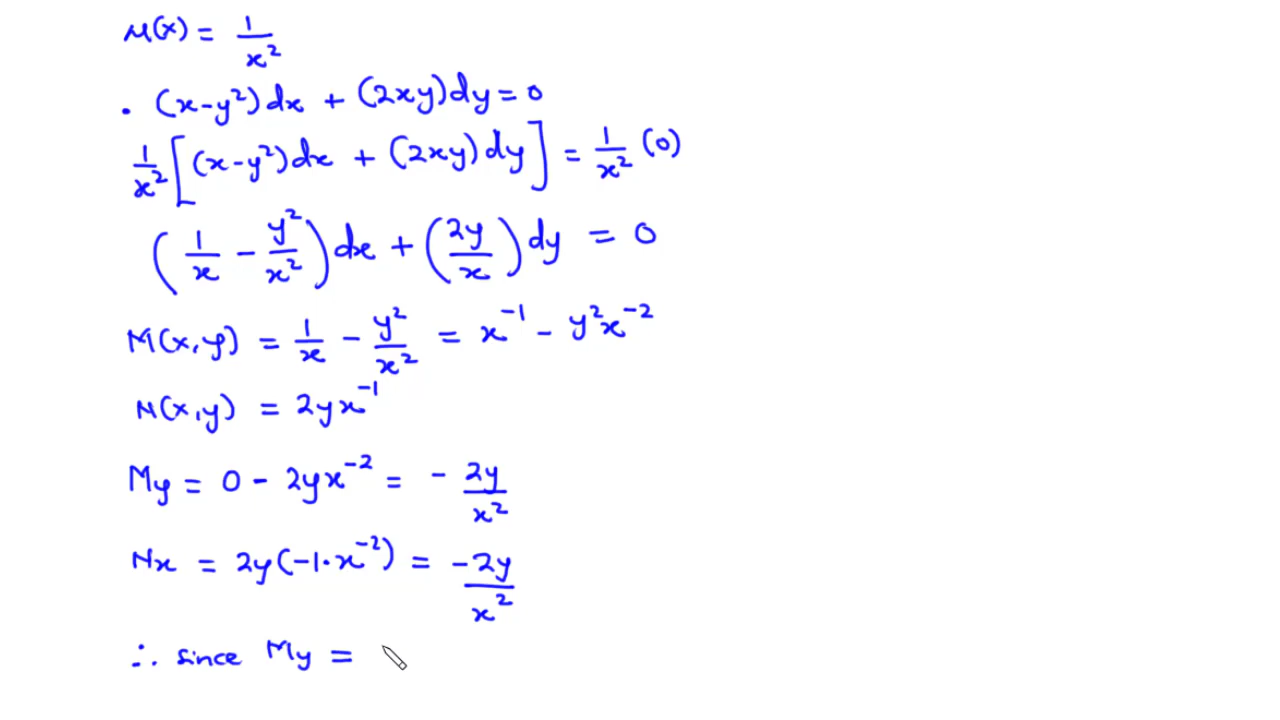 μ(x) = 1/x²
· (x-y²)dx + (2xy)dy = 0
1/x² [(x-y²)dx + (2xy)dy] = 1/x² (0)
(1/x - y²/x²)dx + (2y/x)dy = 0
M(x,y) = 1/x - y²/x² = x⁻¹ - y²x⁻²
N(x,y) = 2yx⁻¹
My = 0 - 2yx⁻² = - 2y/x²
Nx = 2y(-1·x⁻²) = -2y/x²
∴ since My =